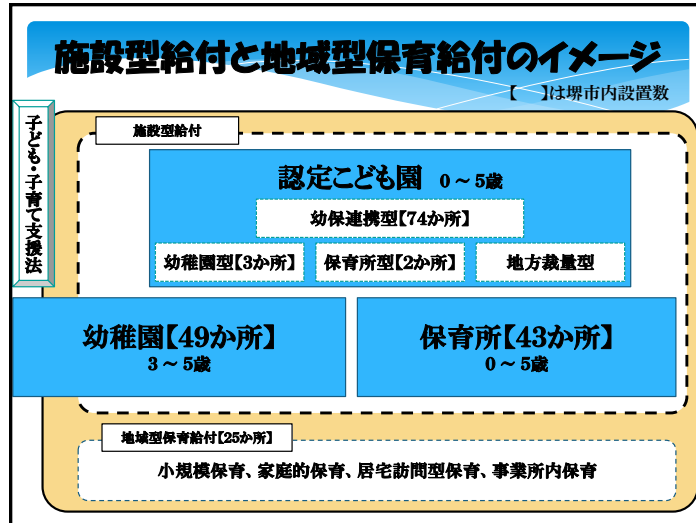 施設型給付と地域型保育給付のイメージ
【　】は堺市内設置数
子ども・子育て支援法
施設型給付
認定こども園　0～5歳
幼保連携型【74か所】
幼稚園型【3か所】
保育所型【2か所】
地方裁量型
幼稚園【49か所】
3～5歳
保育所【43か所】
0～5歳
地域型保育給付【25か所】
小規模保育、家庭的保育、居宅訪問型保育、事業所内保育